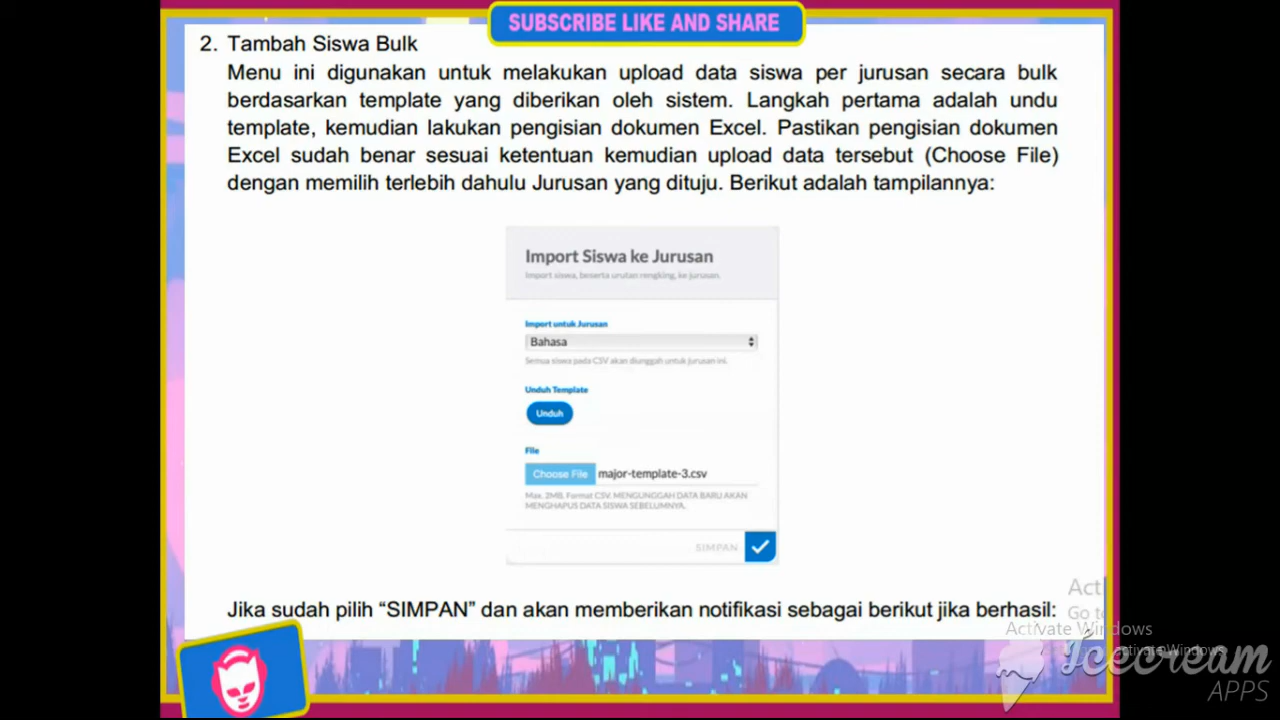 SUBSCRIBE LIKE AND SHARE
2. Tambah Siswa Bulk
Menu ini digunakan untuk melakukan upload data siswa per jurusan secara bulk
berdasarkan template yang diberikan oleh sistem. Langkah pertama adalah undu
template, kemudian lakukan pengisian dokumen Excel. Pastikan pengisian dokumen
Excel sudah benar sesuai ketentuan kemudian upload data tersebut (Choose File)
dengan memilih terlebih dahulu Jurusan yang dituju. Berikut adalah tampilannya:
Import Siswa ke Jurusan
Import siswa, beserta urutan rengking, ke jurusan.
Import untuk Jurusan
Bahasa
Semua siswa pada CSV akan diunggah untuk jurusan ini.
Unduh Template
Unduh
File
Choose File major-template-3.csv
Max. 2MB. Format CSV. MENGUNGGAH DATA BARU AKAN
MENGHAPUS DATA SISWA SEBELUMNYA.
SIMPAN
Jika sudah pilih “SIMPAN” dan akan memberikan notifikasi sebagai berikut jika berhasil:
Acti
Go to
Activate Windows
activate Windows
Icecream
APPS